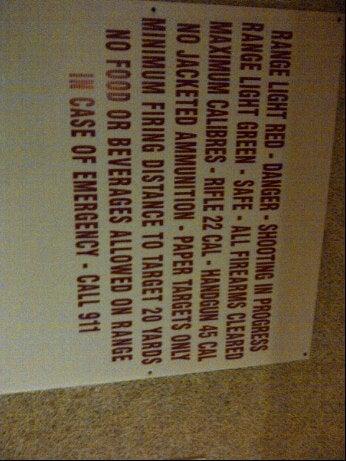 RANGE LIGHT RED - DANGER - SHOOTING IN PROGRESS
RANGE LIGHT GREEN - SAFE - ALL FIREARMS CLEARED
MAXIMUM CALIBRES - RIFLE 22 CAL - HANDGUN 45 CAL
NO JACKETED AMMUNITION - PAPER TARGETS ONLY
MINIMUM FIRING DISTANCE TO TARGET 20 YARDS
NO FOOD OR BEVERAGES ALLOWED ON RANGE
IN CASE OF EMERGENCY - CALL 911